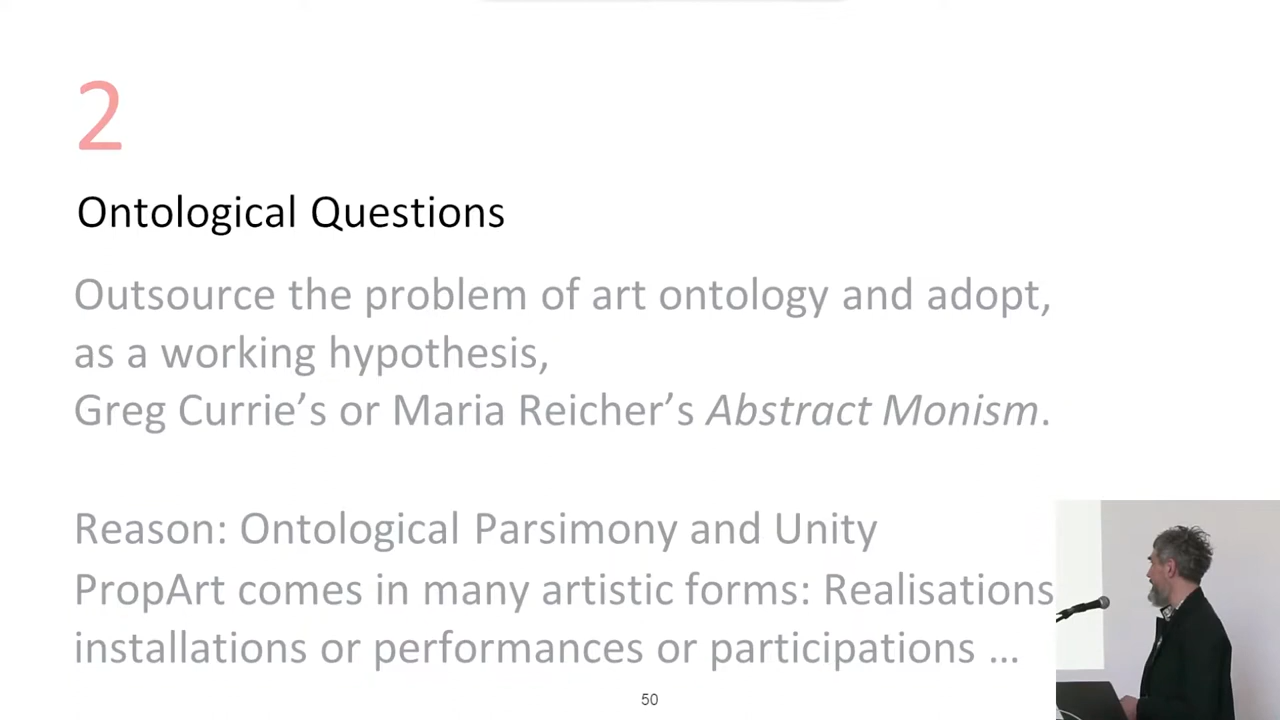 2
Ontological Questions
Outsource the problem of art ontology and adopt,
as a working hypothesis,
Greg Currie’s or Maria Reicher’s Abstract Monism.
Reason: Ontological Parsimony and Unity
PropArt comes in many artistic forms: Realisations
installations or performances or participations …
50